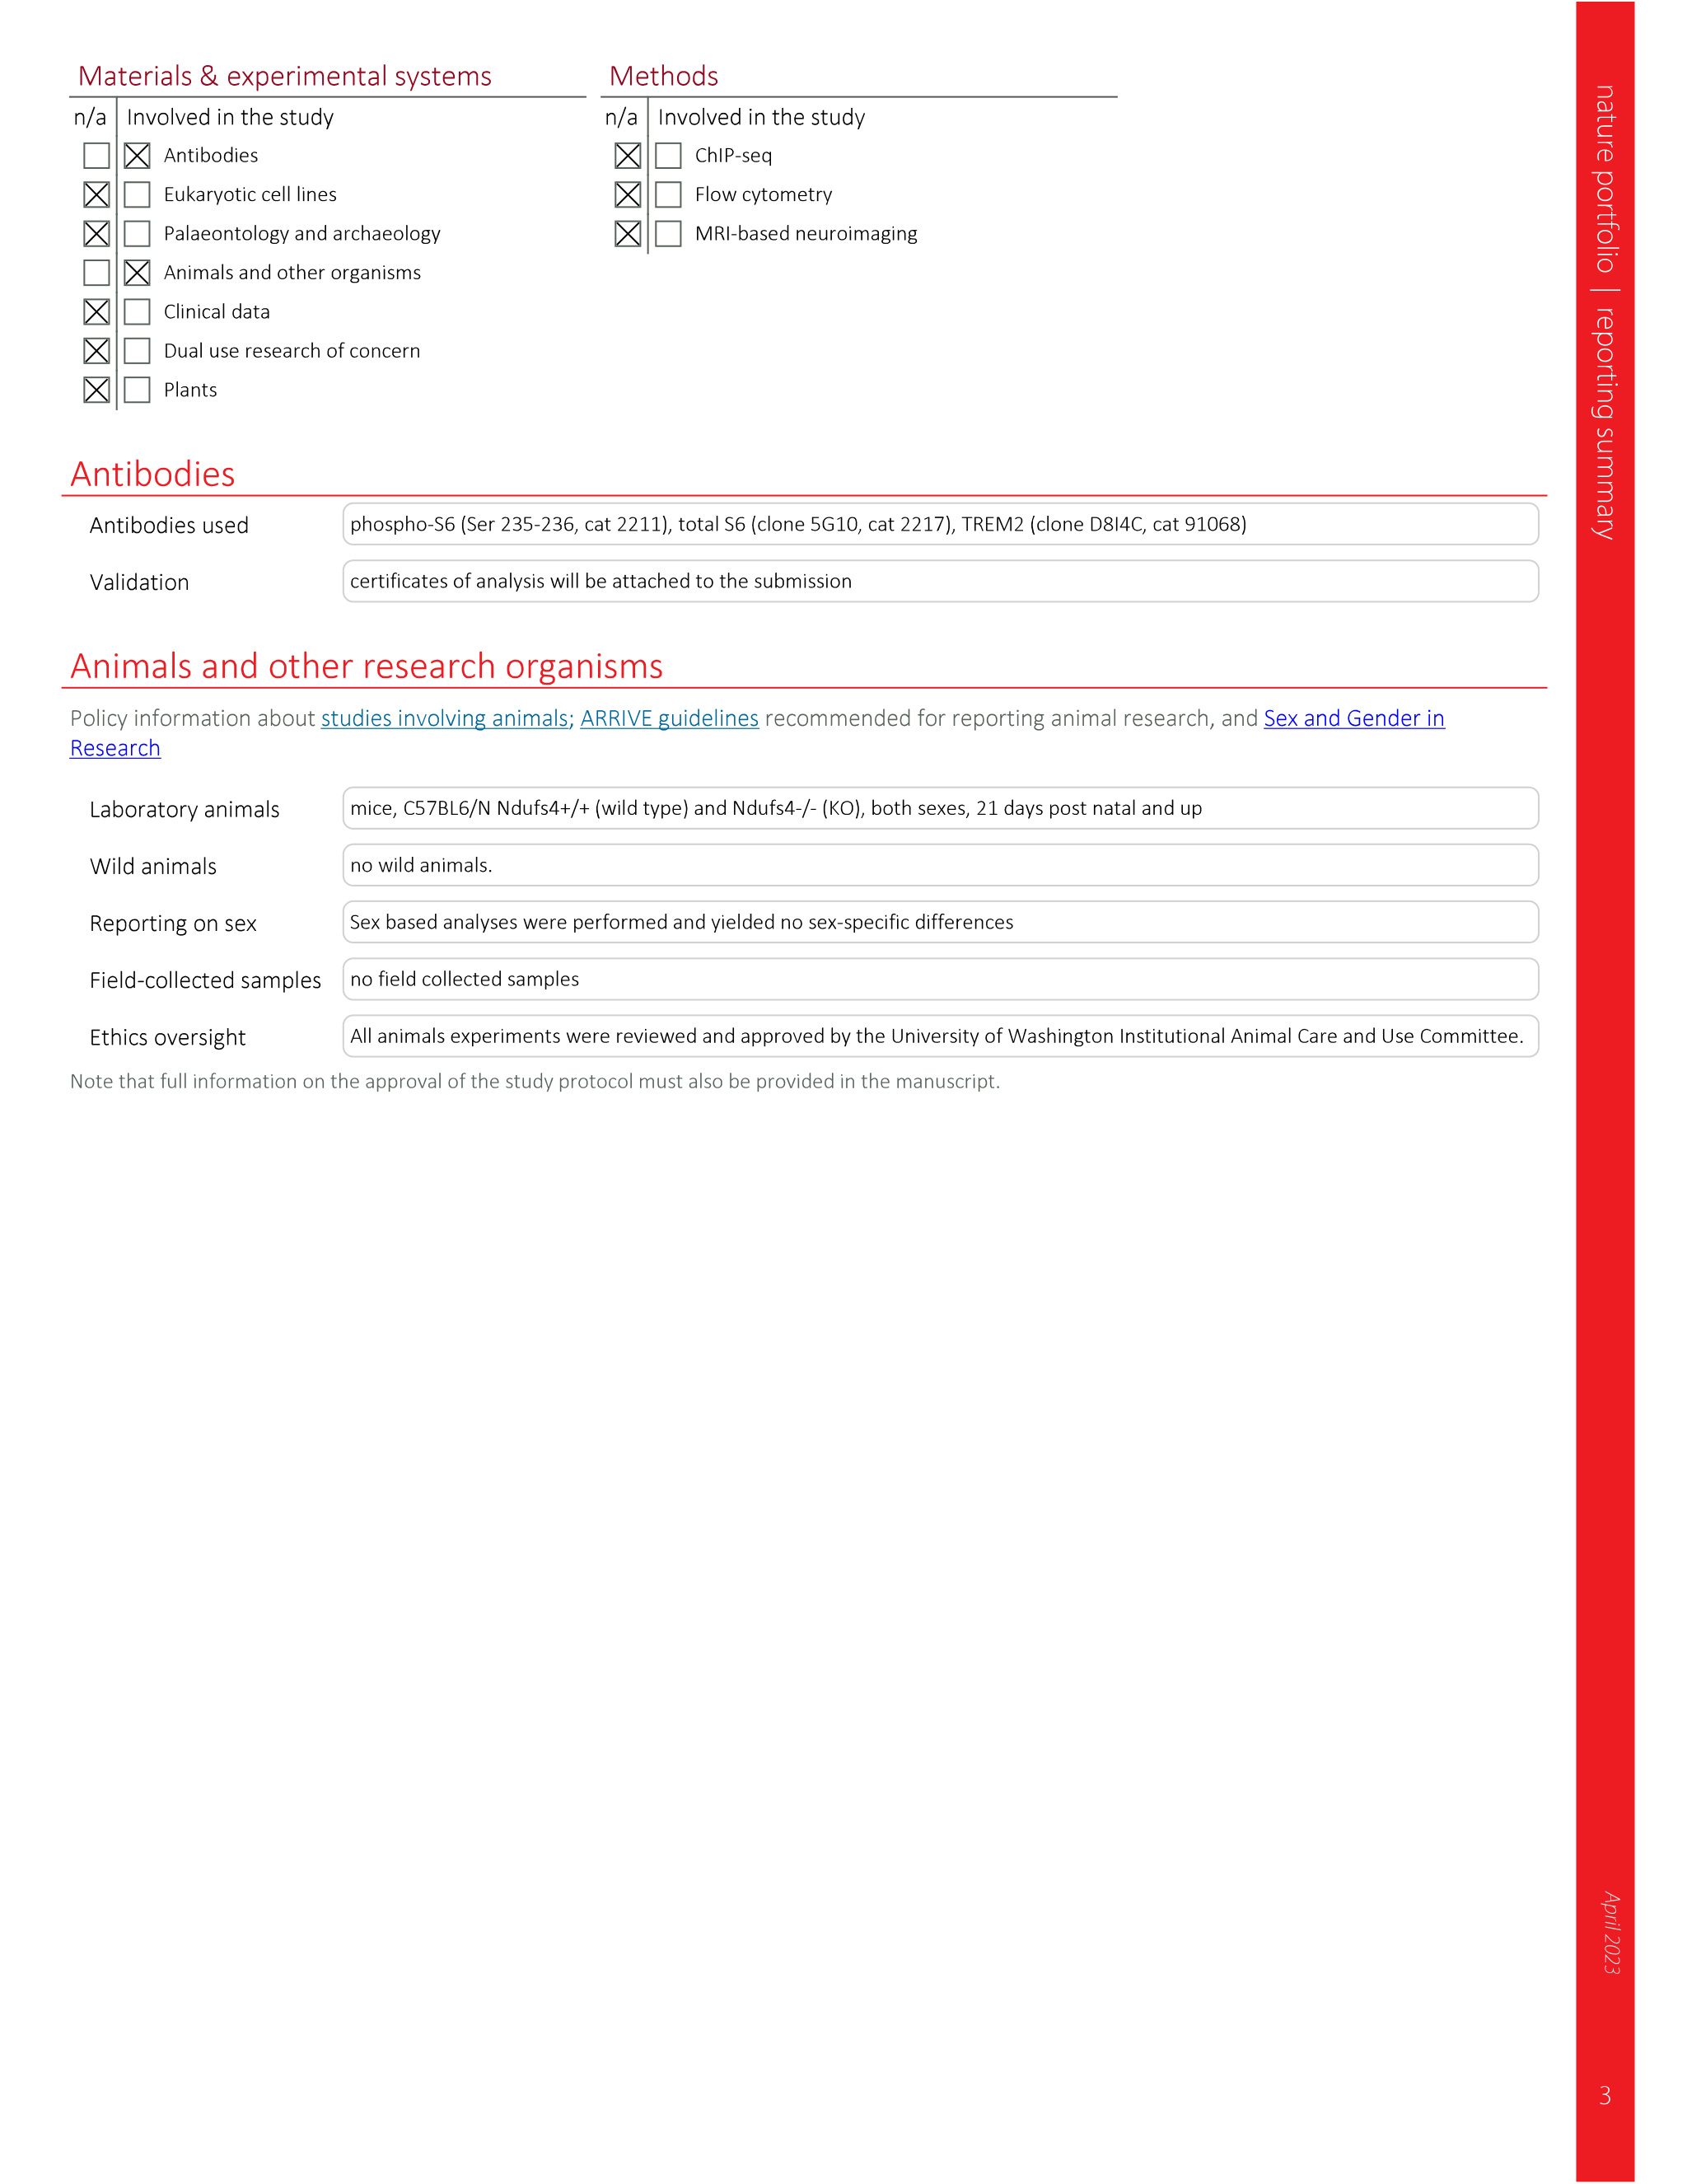 Materials & experimental systems
n/a Involved in the study
Antibodies
Eukaryotic cell lines
Palaeontology and archaeology
Animals and other organisms
Clinical data
Dual use research of concern
Plants
Methods
n/a Involved in the study
ChIP-seq
Flow cytometry
MRI-based neuroimaging
Antibodies
Antibodies used phospho-S6 (Ser 235-236, cat 2211), total S6 (clone 5G10, cat 2217), TREM2 (clone D8I4C, cat 91068)
Validation certificates of analysis will be attached to the submission
Animals and other research organisms
Policy information about studies involving animals; ARRIVE guidelines recommended for reporting animal research, and Sex and Gender in
Research
Laboratory animals mice, C57BL6/N Ndufs4+/+ (wild type) and Ndufs4-/- (KO), both sexes, 21 days post natal and up
Wild animals no wild animals.
Reporting on sex Sex based analyses were performed and yielded no sex-specific differences
Field-collected samples no field collected samples
Ethics oversight All animals experiments were reviewed and approved by the University of Washington Institutional Animal Care and Use Committee.
Note that full information on the approval of the study protocol must also be provided in the manuscript.
nature portfolio | reporting summary
April 2023
3